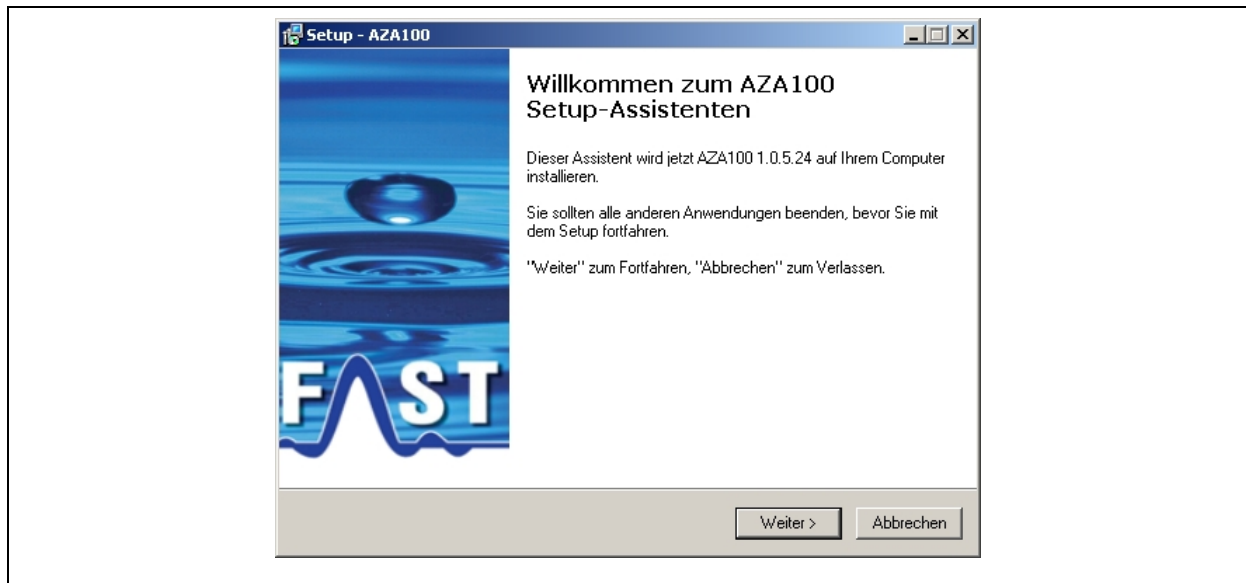 Setup - AZA100
Willkommen zum AZA100
Setup-Assistenten
Dieser Assistent wird jetzt AZA100 1.0.5.24 auf Ihrem Computer
installieren.
Sie sollten alle anderen Anwendungen beenden, bevor Sie mit
dem Setup fortfahren.
"Weiter" zum Fortfahren, "Abbrechen" zum Verlassen.
FAST
Weiter >
Abbrechen